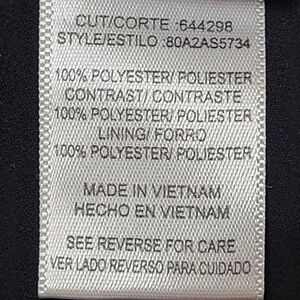 CUT/CORTE :644298
STYLE/ESTILO :80A2AS5734
100% POLYESTER/ POLIESTER
CONTRAST/ CONTRASTE
100% POLYESTER/ POLIESTER
LINING/ FORRO
100% POLYESTER/ POLIESTER
MADE IN VIETNAM
HECHO EN VIETNAM
SEE REVERSE FOR CARE
VER LADO REVERSO PARA CUIDADO